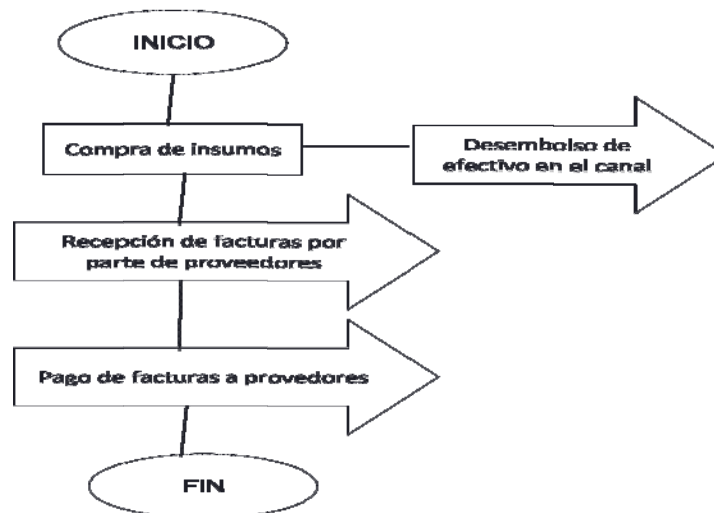 INICIO
Compra de insumos
Desembolso de
efectivo en el canal
Recepción de facturas por
parte de proveedores
Pago de facturas a provedores
FIN